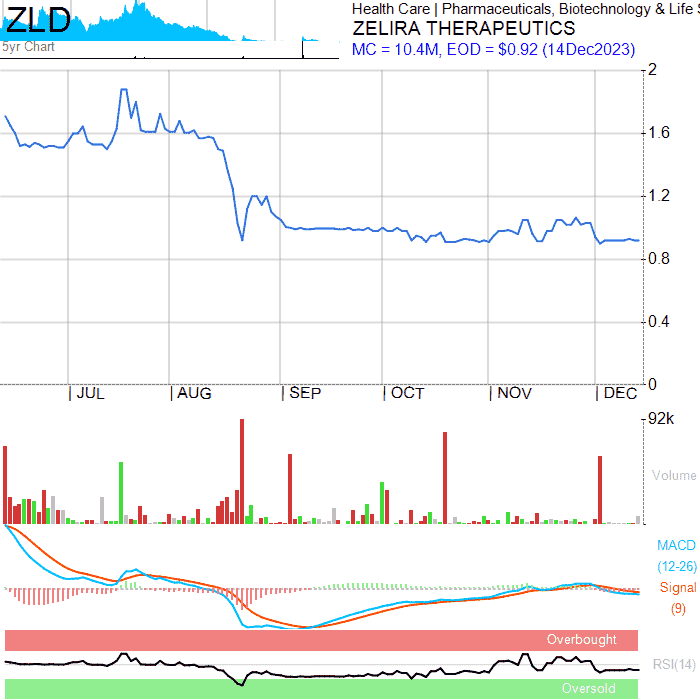 ZLD
5yr Chart
Health Care | Pharmaceuticals, Biotechnology & Life S
ZELIRA THERAPEUTICS
MC = 10.4M, EOD = $0.92 (14Dec2023)
2
1.6
1.2
0.8
0.4
0
| JUL | AUG | SEP | OCT | NOV | DEC
92k
Volume
MACD
(12-26)
Signal
(9)
Overbought
RSI(14)
Oversold